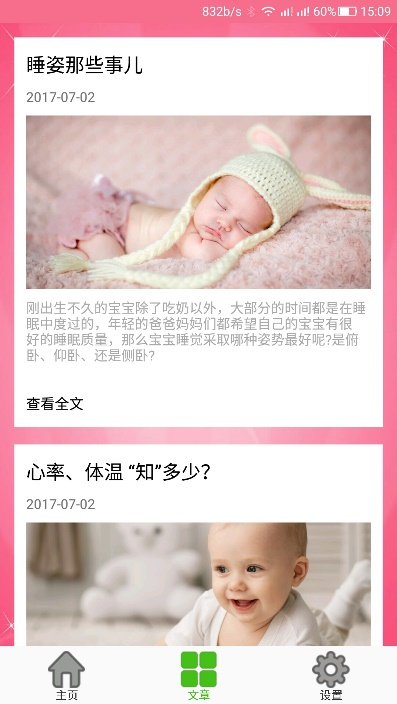 832b/s 60% 15:09
睡姿那些事儿
2017-07-02
刚出生不久的宝宝除了吃奶以外，大部分的时间都是在睡
眠中度过的，年轻的爸爸妈妈们都希望自己的宝宝有很
好的睡眠质量，那么宝宝睡觉采取哪种姿势最好呢?是俯
卧、仰卧、还是侧卧?
查看全文
心率、体温 “知”多少？
2017-07-02
主页
文章
设置